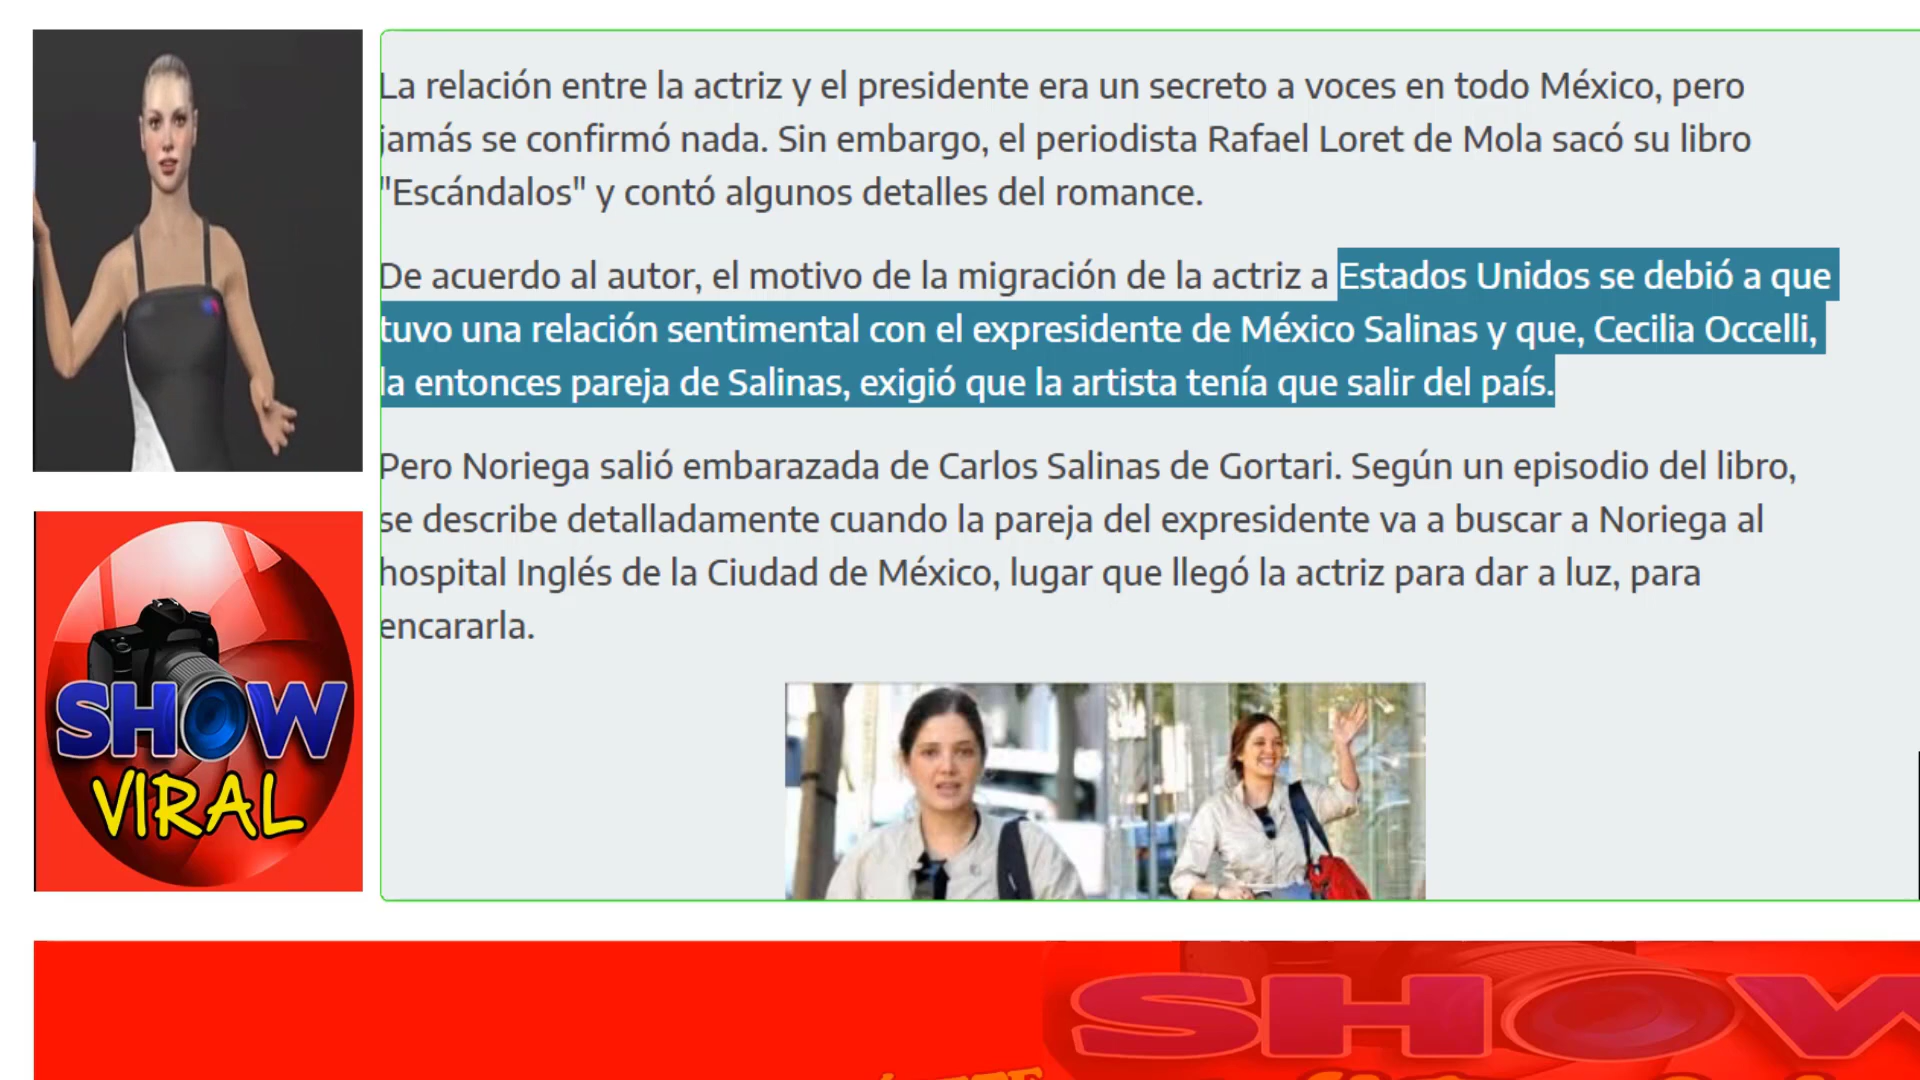 La relación entre la actriz y el presidente era un secreto a voces en todo México, pero
jamás se confirmó nada. Sin embargo, el periodista Rafael Loret de Mola sacó su libro
"Escándalos" y contó algunos detalles del romance.
De acuerdo al autor, el motivo de la migración de la actriz a Estados Unidos se debió a que
tuvo una relación sentimental con el expresidente de México Salinas y que, Cecilia Occelli,
la entonces pareja de Salinas, exigió que la artista tenía que salir del país.
Pero Noriega salió embarazada de Carlos Salinas de Gortari. Según un episodio del libro,
se describe detalladamente cuando la pareja del expresidente va a buscar a Noriega al
hospital Inglés de la Ciudad de México, lugar que llegó la actriz para dar a luz, para
encararla.
SHOW
VIRAL
SHOW